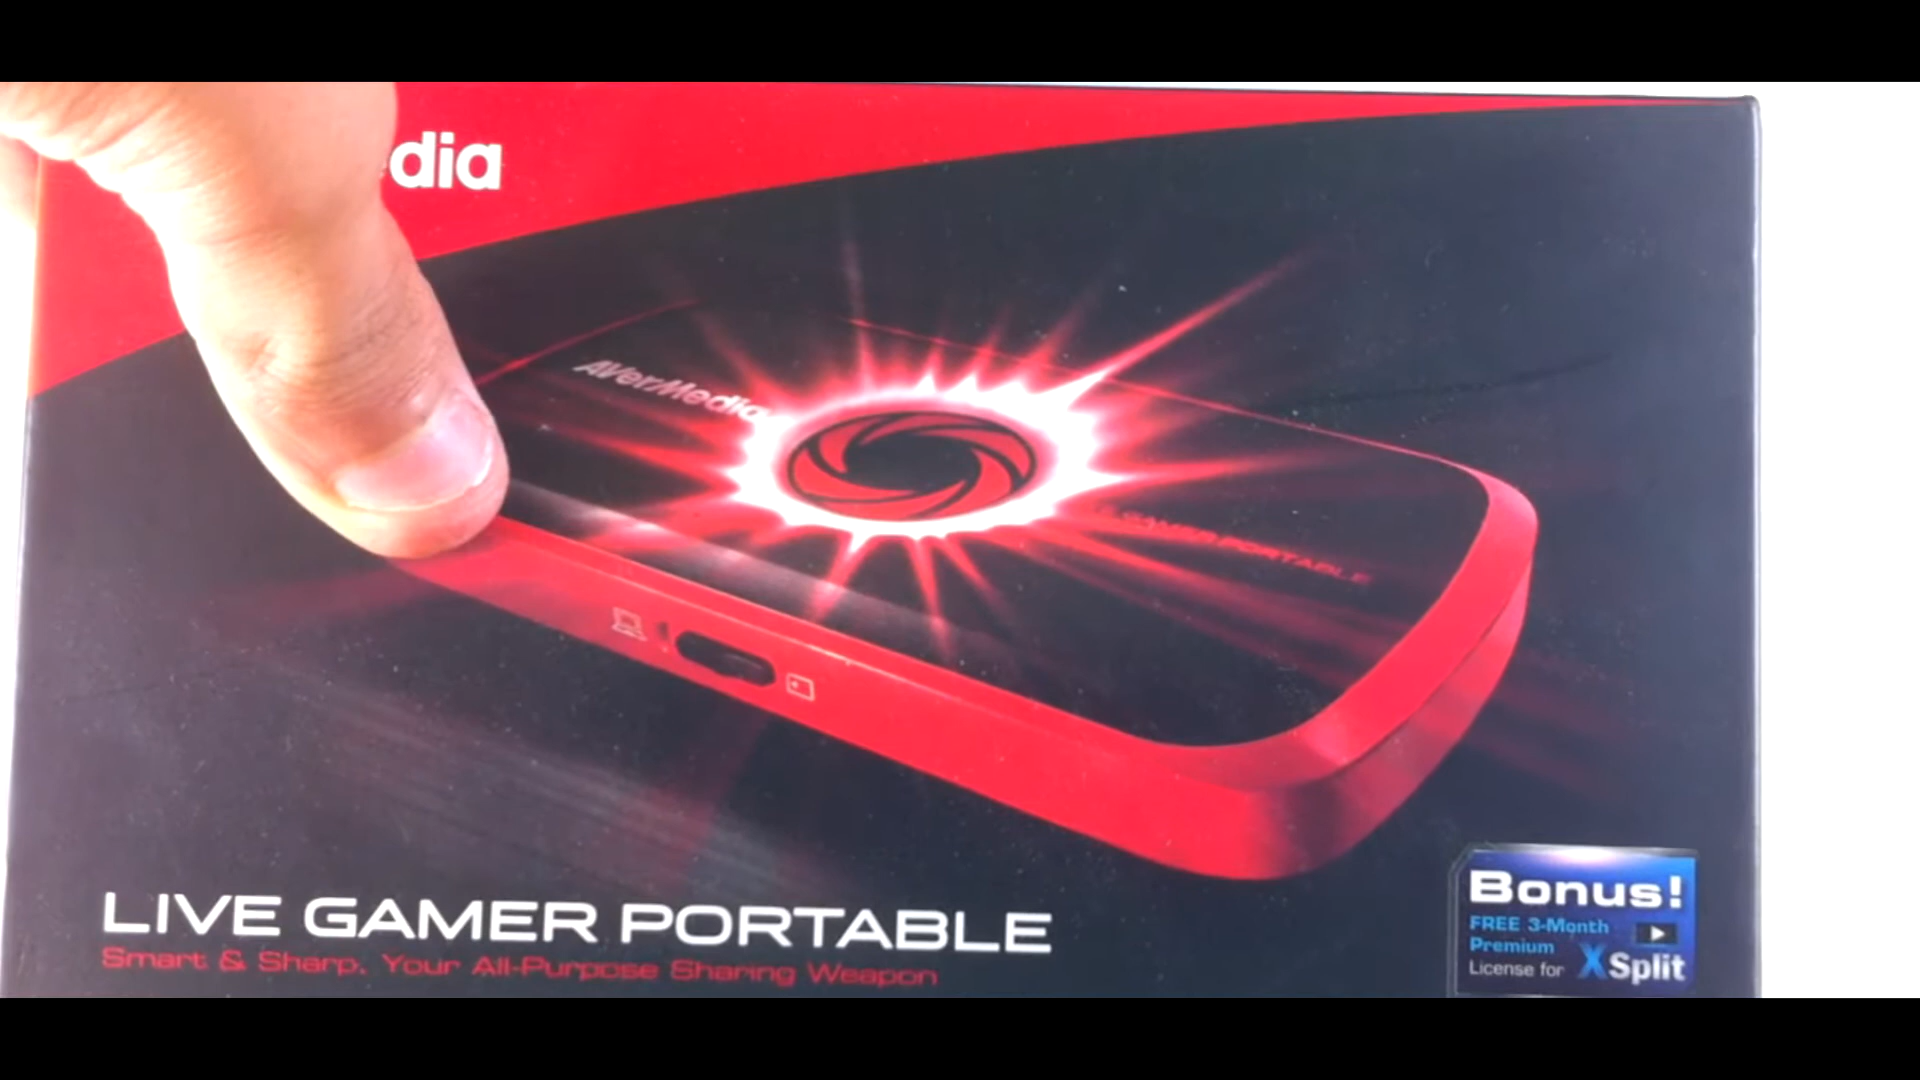 dia
AVerMedia
GAMER PORTABLE
LIVE GAMER PORTABLE
Smart & Sharp. Your All-Purpose Sharing Weapon
Bonus!
FREE 3-Month
Premium
License for XSplit